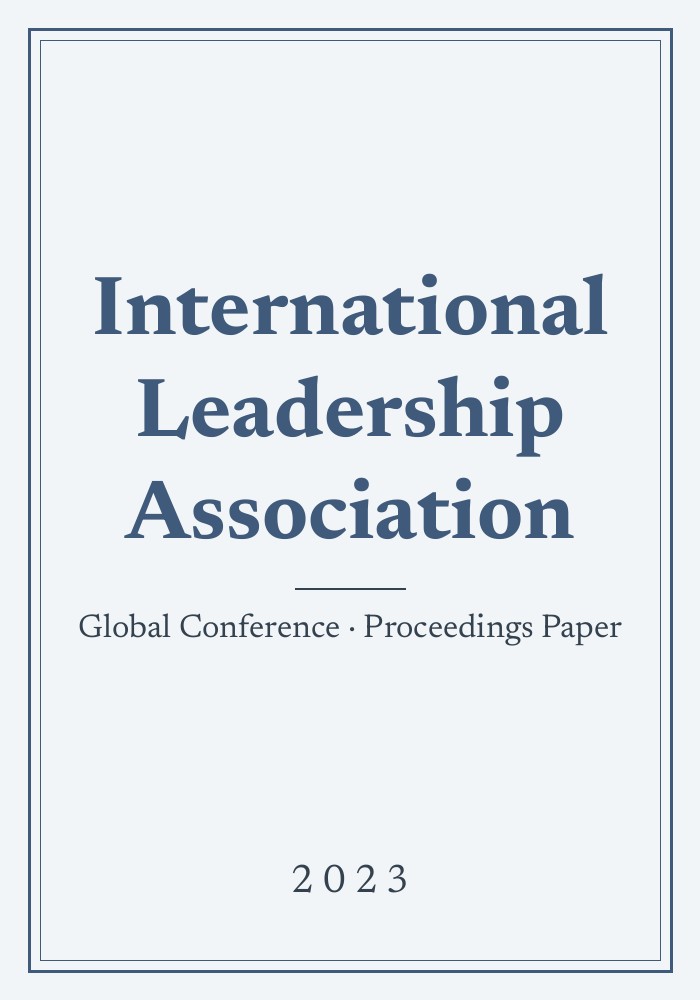 International
Leadership
Association
Global Conference · Proceedings Paper
2023